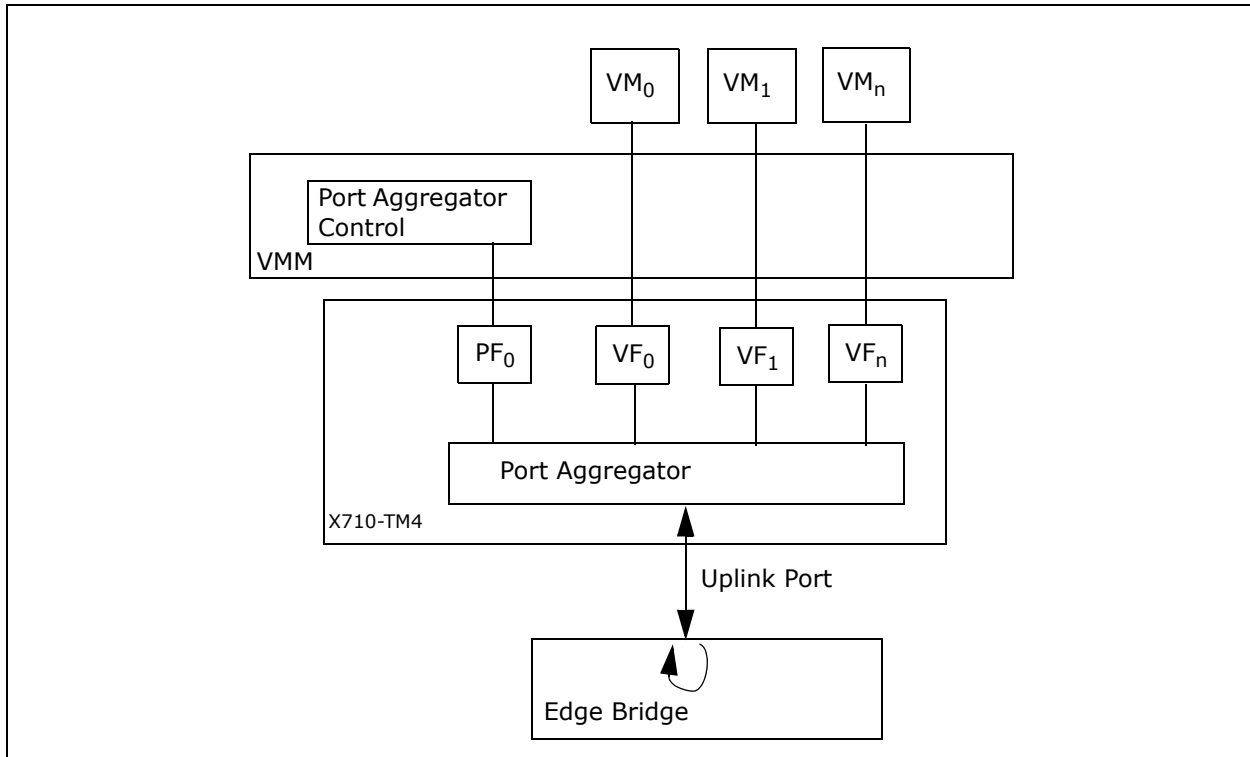 VM0
VM1
VMn
Port Aggregator
Control
VMM
PF0
VF0
VF1
VFn
Port Aggregator
X710-TM4
Uplink Port
Edge Bridge